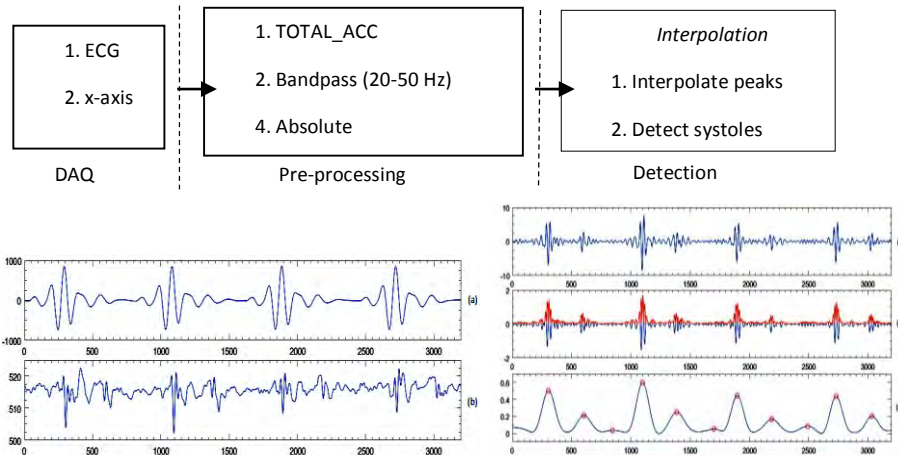 1. ECG
2. x-axis
DAQ
1. TOTAL_ACC
2. Bandpass (20-50 Hz)
4. Absolute
Pre-processing
Interpolation
1. Interpolate peaks
2. Detect systoles
Detection
1000
0
-1000
0 500 1000 1500 2000 2500 3000
(a)
520
510
500
0 500 1000 1500 2000 2500 3000
(b)
10
0
-10
0 500 1000 1500 2000 2500 3000
2
0
-2
0 500 1000 1500 2000 2500 3000
0.6
0.4
0.2
0
0 500 1000 1500 2000 2500 3000